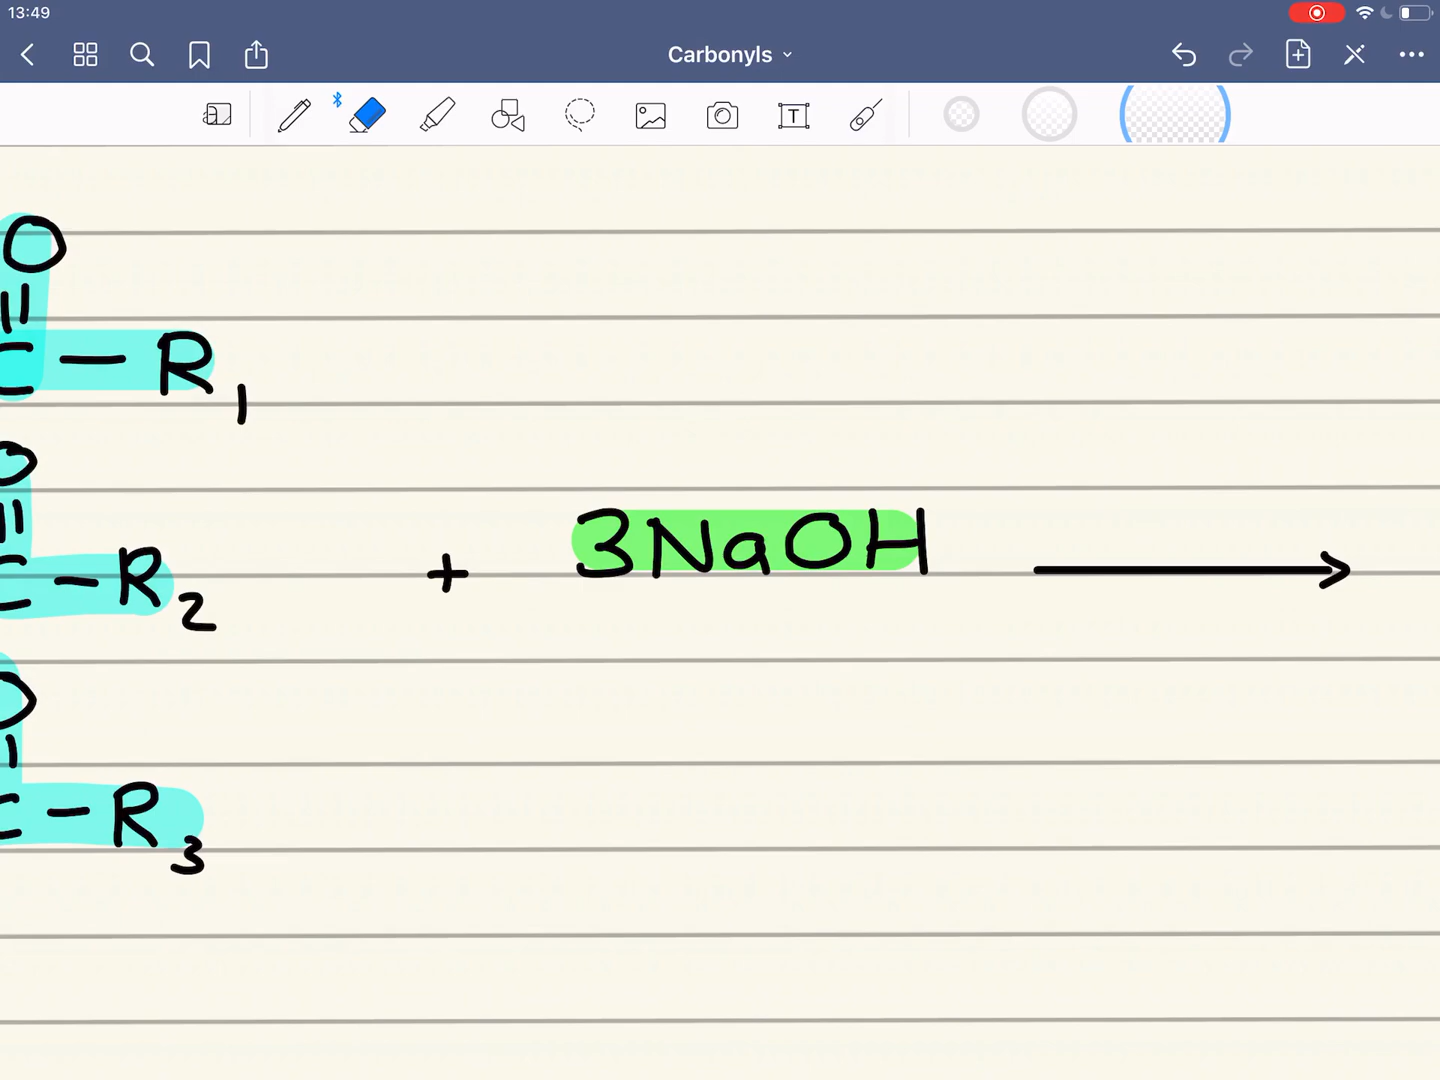 13:49
Carbonyls
T
O
C - R1
O
C - R2
+ 3NaOH →
O
C - R3